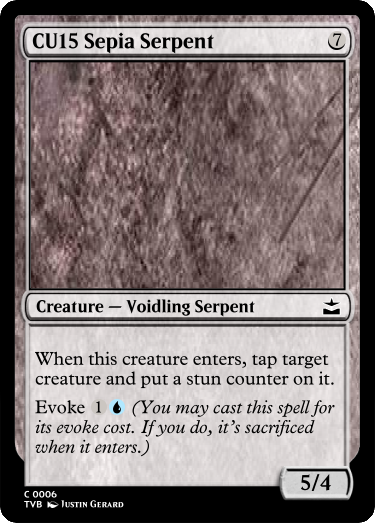 CU15 Sepia Serpent 7
Creature — Voidling Serpent
When this creature enters, tap target
creature and put a stun counter on it.
Evoke 1 (You may cast this spell for
its evoke cost. If you do, it's sacrificed
when it enters.)
5/4
C 0006
TVB Justin Gerard